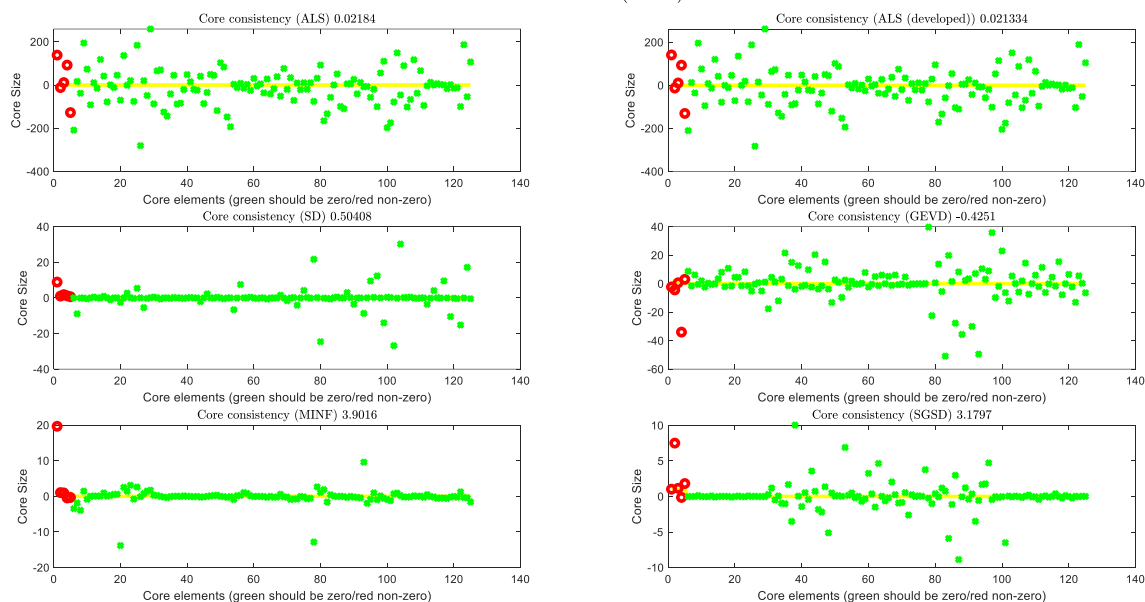 Core consistency (ALS) 0.02184
200
0
-200
-400
Core Size
0 20 40 60 80 100 120 140
Core elements (green should be zero/red non-zero)
Core consistency (ALS (developed)) 0.021334
200
0
-200
-400
Core Size
0 20 40 60 80 100 120 140
Core elements (green should be zero/red non-zero)
Core consistency (SD) 0.50408
40
20
0
-20
-40
Core Size
0 20 40 60 80 100 120 140
Core elements (green should be zero/red non-zero)
Core consistency (GEVD) -0.4251
40
20
0
-20
-40
-60
Core Size
0 20 40 60 80 100 120 140
Core elements (green should be zero/red non-zero)
Core consistency (MINF) 3.9016
20
10
0
-10
-20
Core Size
0 20 40 60 80 100 120 140
Core elements (green should be zero/red non-zero)
Core consistency (SGSD) 3.1797
10
5
0
-5
-10
Core Size
0 20 40 60 80 100 120 140
Core elements (green should be zero/red non-zero)